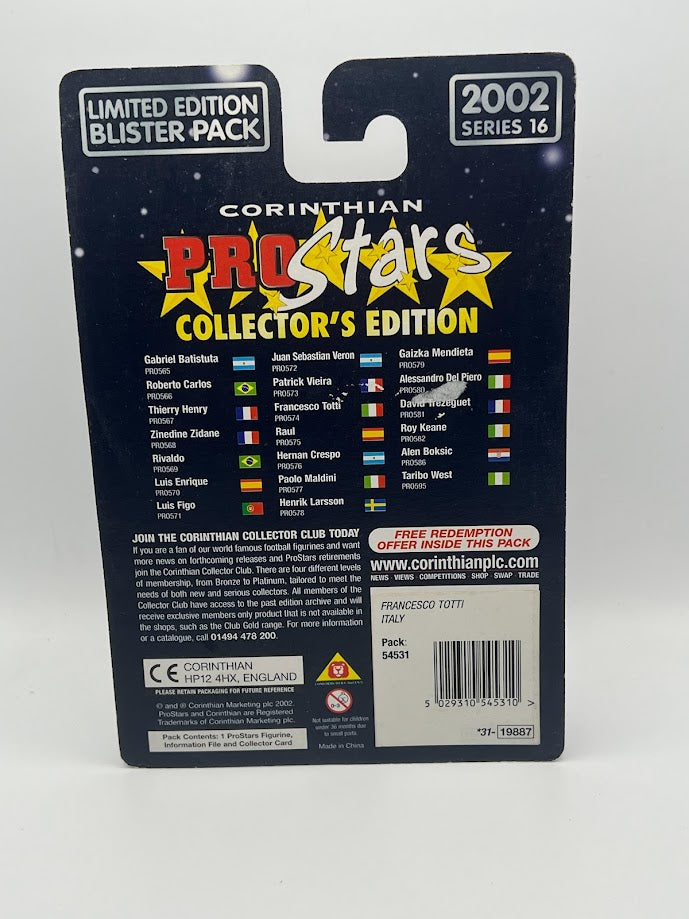 LIMITED EDITION
BLISTER PACK
2002
SERIES 16
CORINTHIAN
PRO Stars
COLLECTOR'S EDITION
Gabriel Batistuta
PRO565
Roberto Carlos
PRO566
Thierry Henry
PRO567
Zinedine Zidane
PRO568
Rivaldo
PRO569
Luis Enrique
PRO570
Luis Figo
PRO571
Juan Sebastian Veron
PRO572
Patrick Vieira
PRO573
Francesco Totti
PRO574
Raul
PRO575
Hernan Crespo
PRO576
Paolo Maldini
PRO577
Henrik Larsson
PRO578
Gaizka Mendieta
PRO579
Alessandro Del Piero
PRO580
David Trezeguet
PRO581
Roy Keane
PRO582
Alen Boksic
PRO586
Taribo West
PRO595
JOIN THE CORINTHIAN COLLECTOR CLUB TODAY
If you are a fan of our world famous football figurines and want
more news on forthcoming releases and ProStars retirements
join the Corinthian Collector Club. There are four different levels
of membership, from Bronze to Platinum, tailored to meet the
needs of both new and serious collectors. All members of the
Collector Club have access to the past edition archive and will
receive exclusive members only product that is not available in
the shops, such as the Club Gold range. For more information
or a catalogue, call 01494 478 200.
FREE REDEMPTION
OFFER INSIDE THIS PACK
www.corinthianplc.com
NEWS VIEWS COMPETITIONS SHOP SWAP TRADE
FRANCESCO TOTTI
ITALY
Pack:
54531
5 029310 545310 >
*31- 19887
CE CORINTHIAN
HP12 4HX, ENGLAND
PLEASE RETAIN PACKAGING FOR FUTURE REFERENCE
© and ® Corinthian Marketing plc 2002.
ProStars and Corinthian are Registered
Trademarks of Corinthian Marketing plc.
Pack Contents: 1 ProStars Figurine,
Information File and Collector Card
0-3
Not suitable for children
under 36 months due
to small parts
Made in China